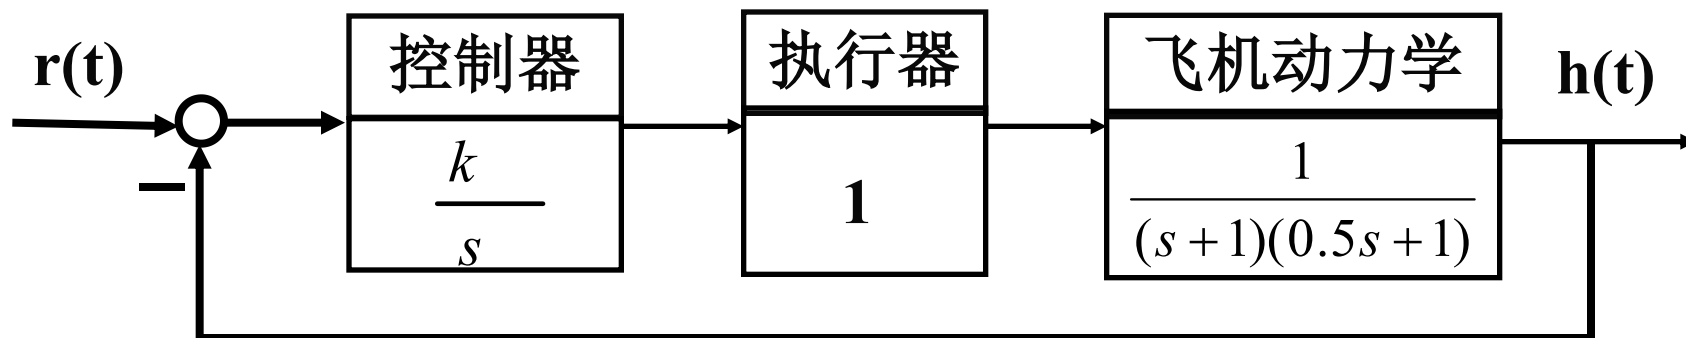 r(t)
控制器
执行器
飞机动力学
h(t)
k
s
1
1
(s+1)(0.5s+1)
−